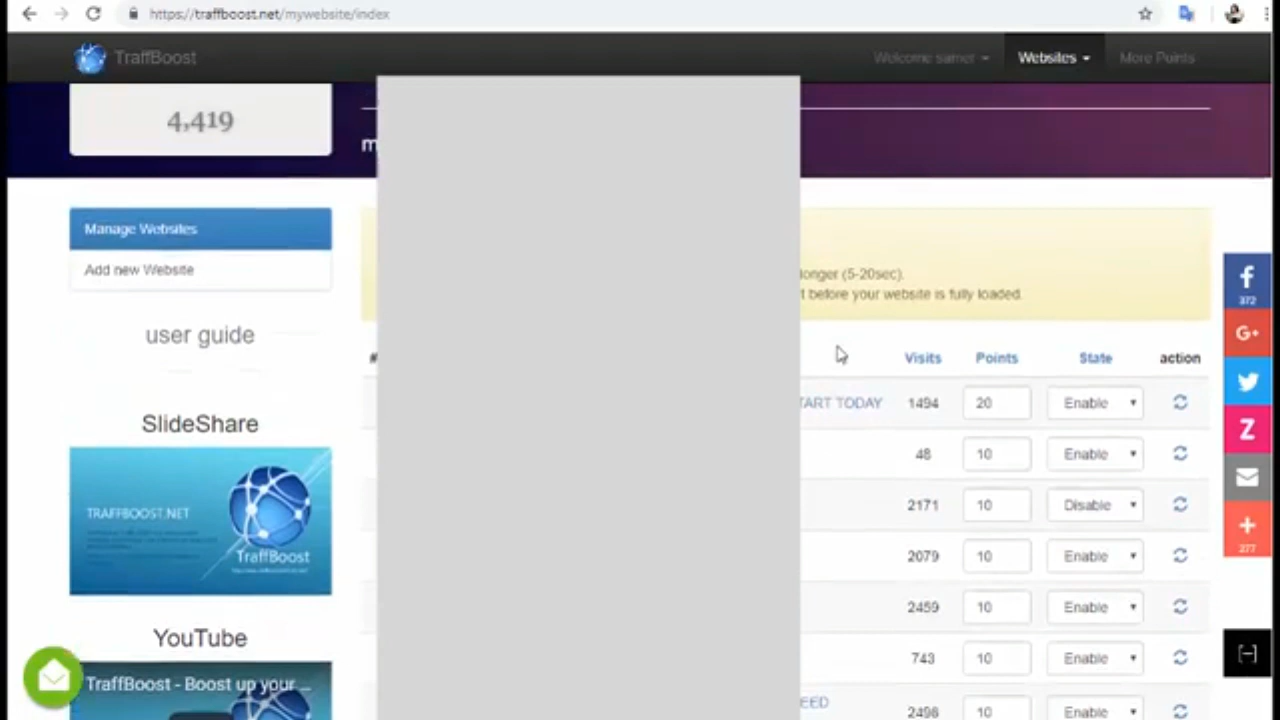 https://traffboost.net/mywebsite/index
TraffBoost
Welcome samer
Websites
More Points
4,419
m
Manage Websites
Add new Website
longer (5-20sec).
t before your website is fully loaded.
user guide
#
Visits
Points
State
action
TART TODAY
1494
20
Enable
48
10
Enable
2171
10
Disable
2079
10
Enable
2459
10
Enable
743
10
Enable
EED
2498
10
Enable
SlideShare
TRAFFBOOST.NET
TraffBoost
YouTube
TraffBoost - Boost up your ...
f
372
G+
Z
+
277
[-]